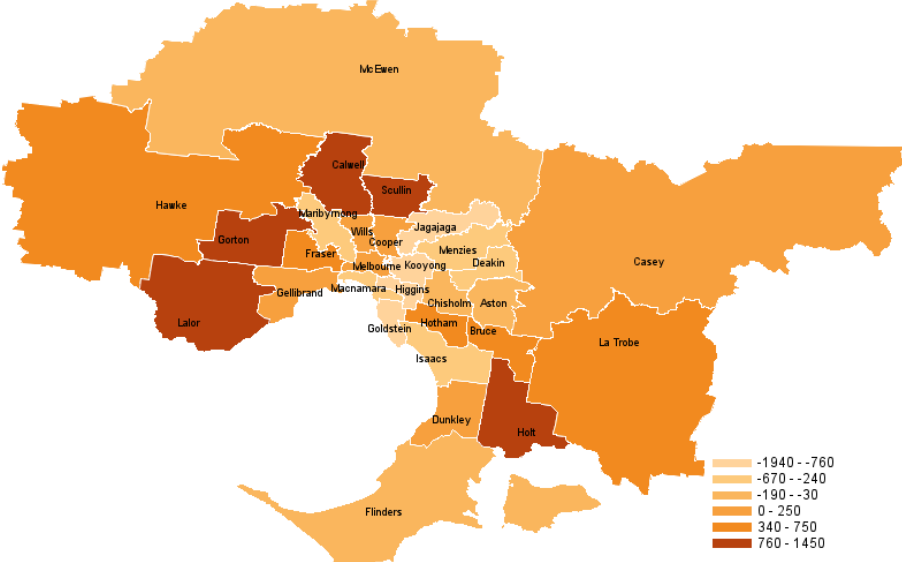 McEwen
Calwell
Scullin
Hawke
Maribyrnong
Jagajaga
Wills
Gorton
Cooper
Menzies
Fraser
Deakin
Casey
Melbourne
Kooyong
Macnamara
Higgins
Gellibrand
Chisholm
Aston
Lalor
Hotham
Goldstein
Bruce
La Trobe
Isaacs
Dunkley
Holt
Flinders
-1940 - -760
-670 - -240
-190 - -30
0 - 250
340 - 750
760 - 1450